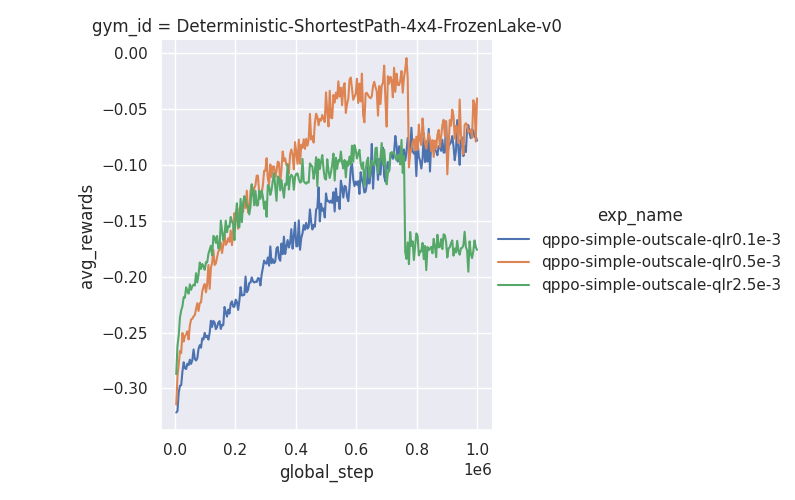 gym_id = Deterministic-ShortestPath-4x4-FrozenLake-v0
0.00
−0.05
−0.10
−0.15
−0.20
−0.25
−0.30
avg_rewards
0.0 0.2 0.4 0.6 0.8 1.0
1e6
global_step
exp_name
qppo-simple-outscale-qlr0.1e-3
qppo-simple-outscale-qlr0.5e-3
qppo-simple-outscale-qlr2.5e-3